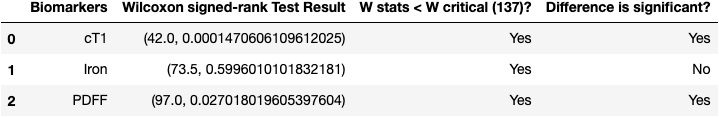 Biomarkers Wilcoxon signed-rank Test Result W stats < W critical (137)? Difference is significant?
0 cT1 (42.0, 0.0001470606109612025) Yes Yes
1 Iron (73.5, 0.5996010101832181) Yes No
2 PDFF (97.0, 0.027018019605397604) Yes Yes